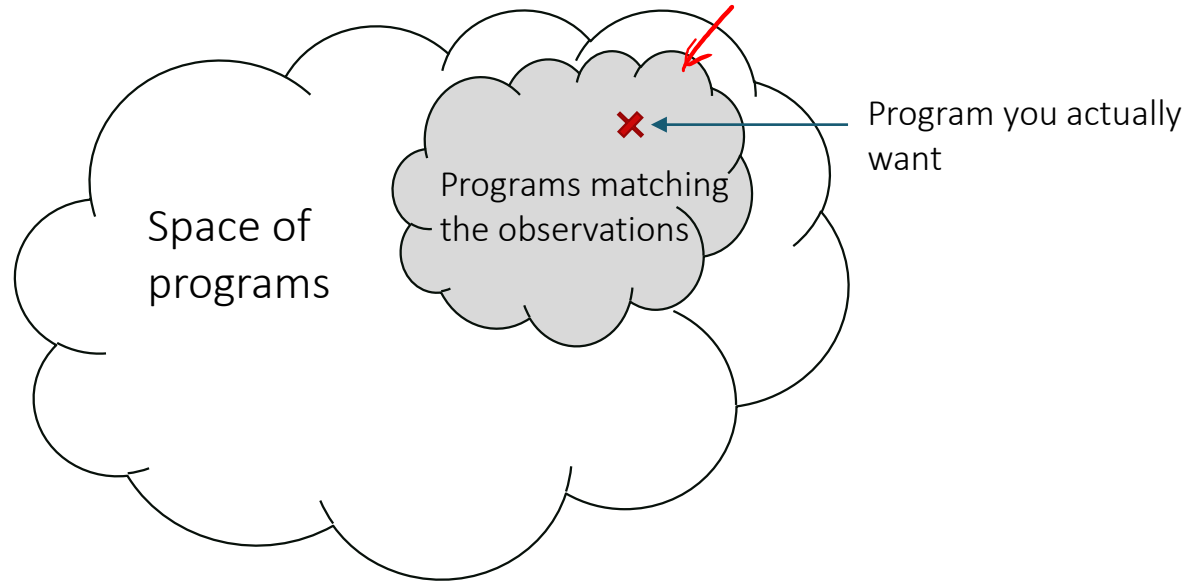 Program you actually
want
Programs matching
the observations
Space of
programs